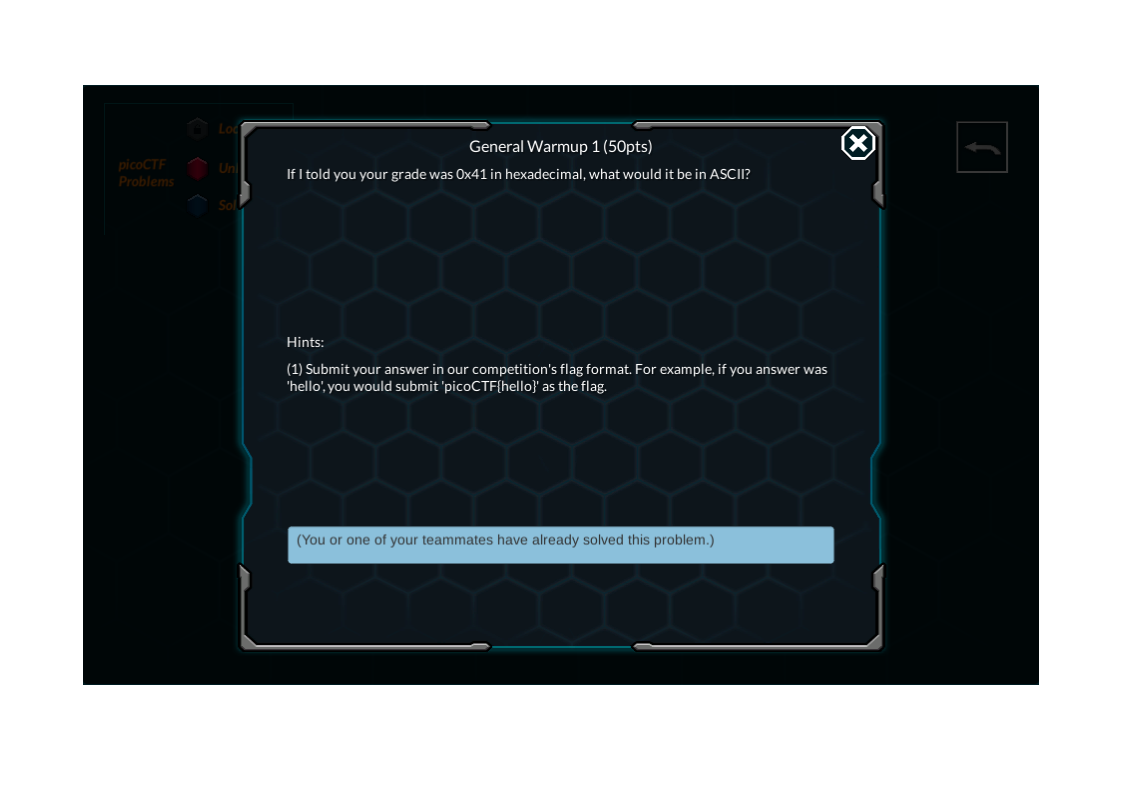 General Warmup 1 (50pts)
If I told you your grade was 0x41 in hexadecimal, what would it be in ASCII?
picoCTF
Problems
Hints:
(1) Submit your answer in our competition's flag format. For example, if you answer was
'hello', you would submit 'picoCTF{hello}' as the flag.
(You or one of your teammates have already solved this problem.)